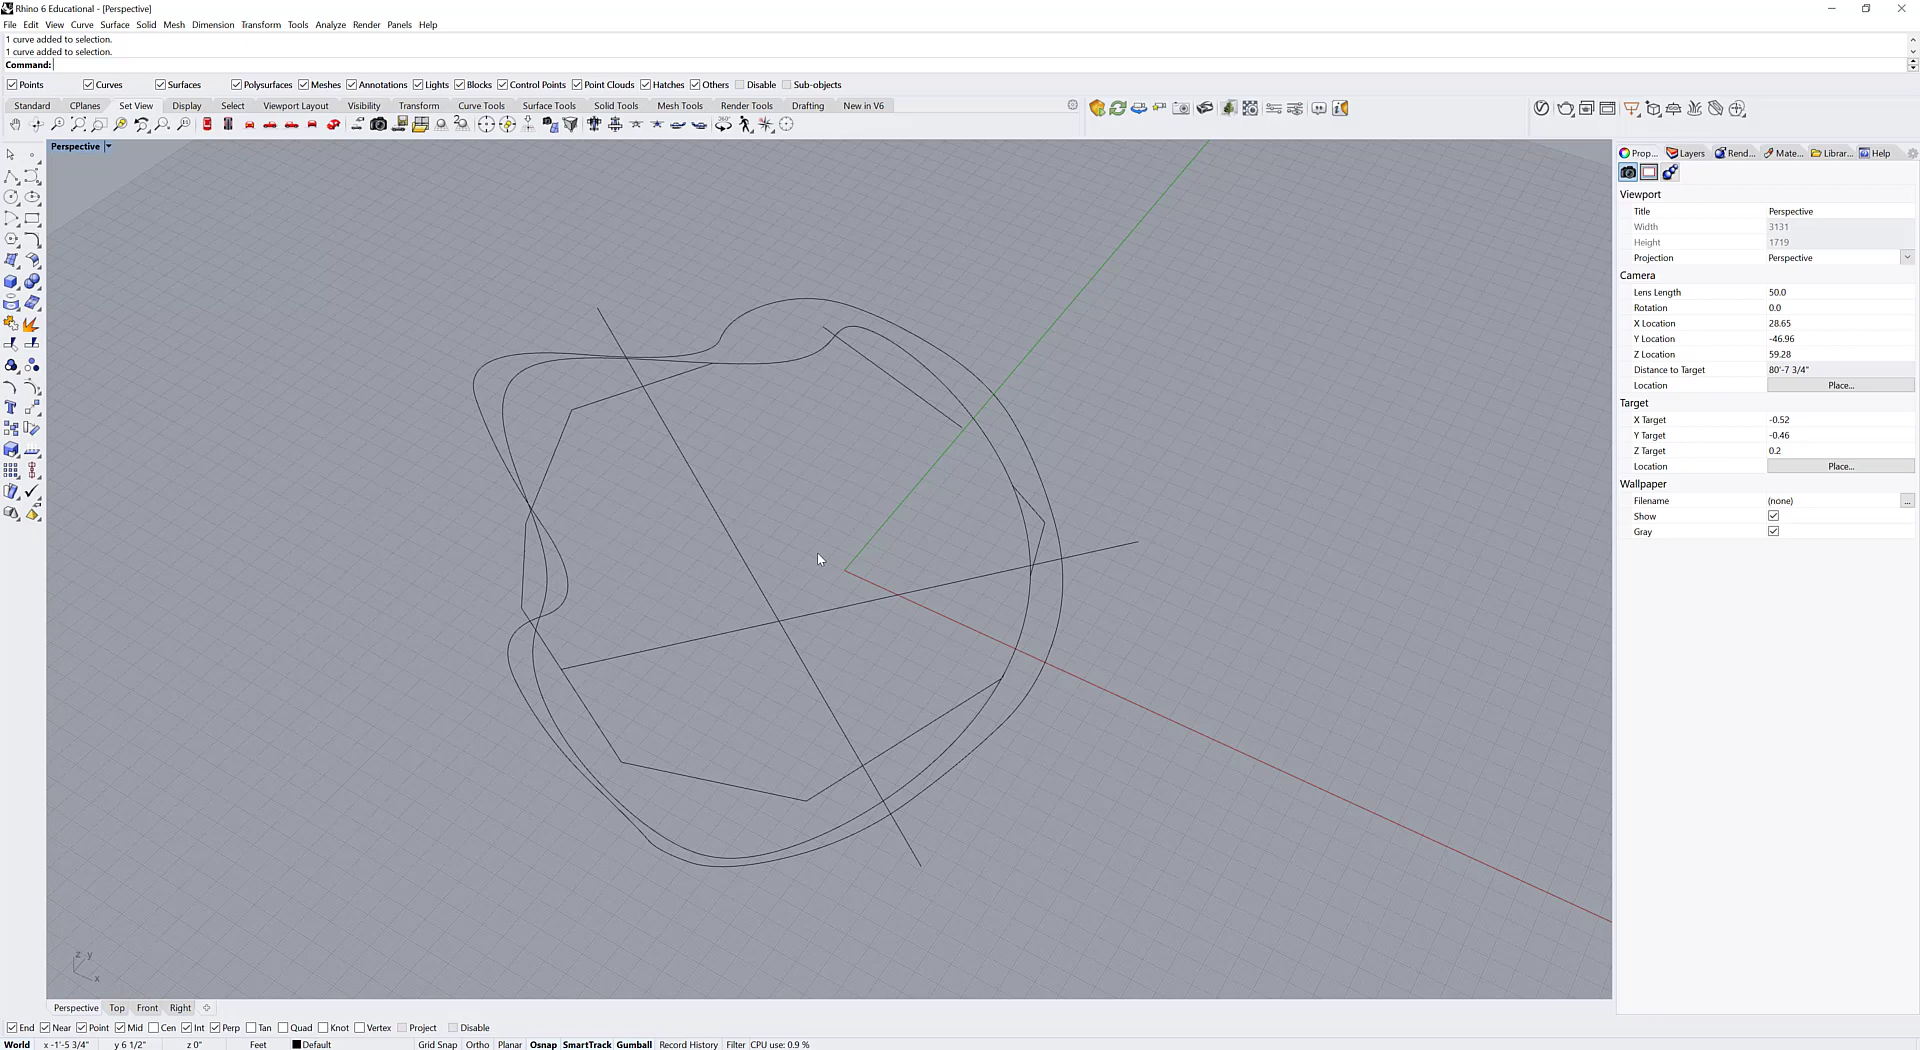 Rhino 6 Educational - [Perspective]
File Edit View Curve Surface Solid Mesh Dimension Transform Tools Analyze Render Panels Help
1 curve added to selection.
1 curve added to selection.
Command:
Points Curves Surfaces Polysurfaces Meshes Annotations Lights Blocks Control Points Point Clouds Hatches Others Disable Sub-objects
Standard CPlanes Set View Display Select Viewport Layout Visibility Transform Curve Tools Surface Tools Solid Tools Mesh Tools Render Tools Drafting New in V6
Perspective
Prop... Layers Rend... Mate... Librar... Help
Viewport
Title Perspective
Width 3131
Height 1719
Projection Perspective
Camera
Lens Length 50.0
Rotation 0.0
X Location 28.65
Y Location -46.96
Z Location 59.28
Distance to Target 80'-7 3/4"
Location Place...
Target
X Target -0.52
Y Target -0.46
Z Target 0.2
Location Place...
Wallpaper
Filename (none) ...
Show
Gray
z y
x
Perspective Top Front Right
End Near Point Mid Cen Int Perp Tan Quad Knot Vertex Project Disable
World x -1'-5 3/4" y 6 1/2" z 0" Feet Default Grid Snap Ortho Planar Osnap SmartTrack Gumball Record History Filter CPU use: 0.9 %